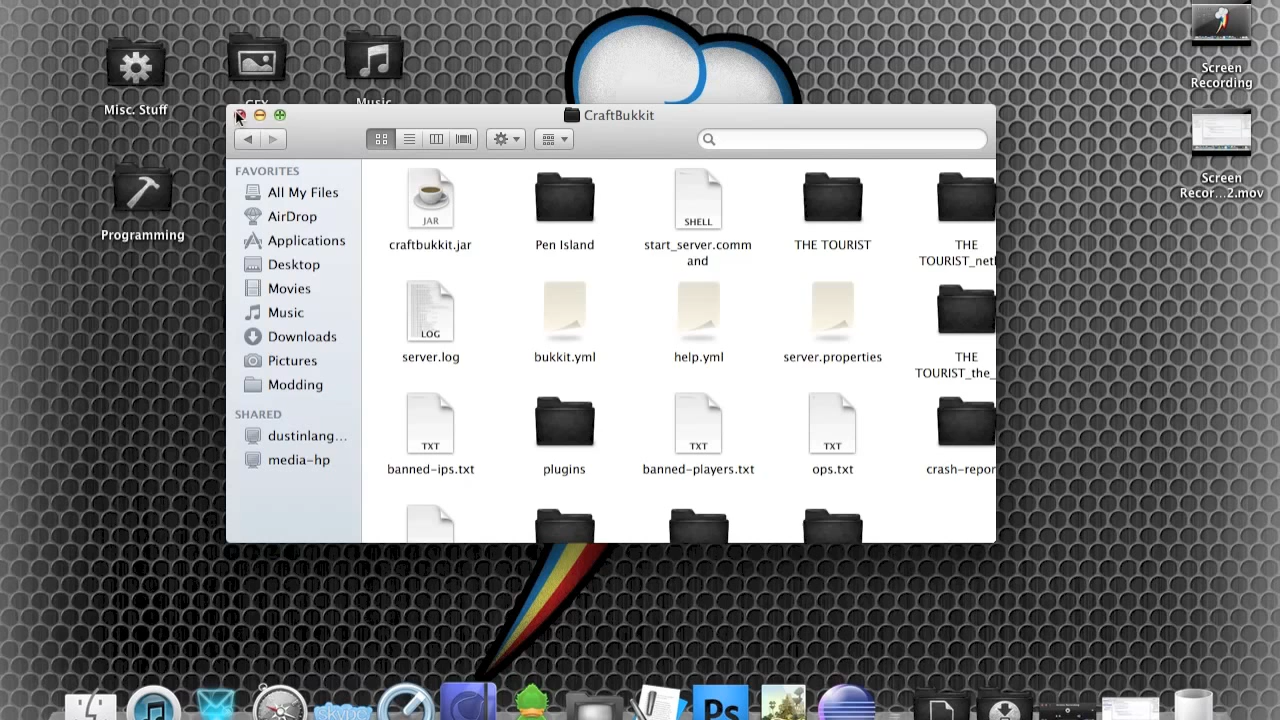 Screen
Recording
Misc. Stuff
Music
CraftBukkit
FAVORITES
All My Files
AirDrop
Applications
Desktop
Movies
Music
Downloads
Pictures
Modding
SHARED
dustinlang...
media-hp
JAR
craftbukkit.jar
Pen Island
SHELL
start_server.comm
and
THE TOURIST
THE
TOURIST_net
LOG
server.log
bukkit.yml
help.yml
server.properties
THE
TOURIST_the_
TXT
banned-ips.txt
plugins
TXT
banned-players.txt
TXT
ops.txt
crash-repor
Screen
Recor...2.mov
Programming
skype
Ps